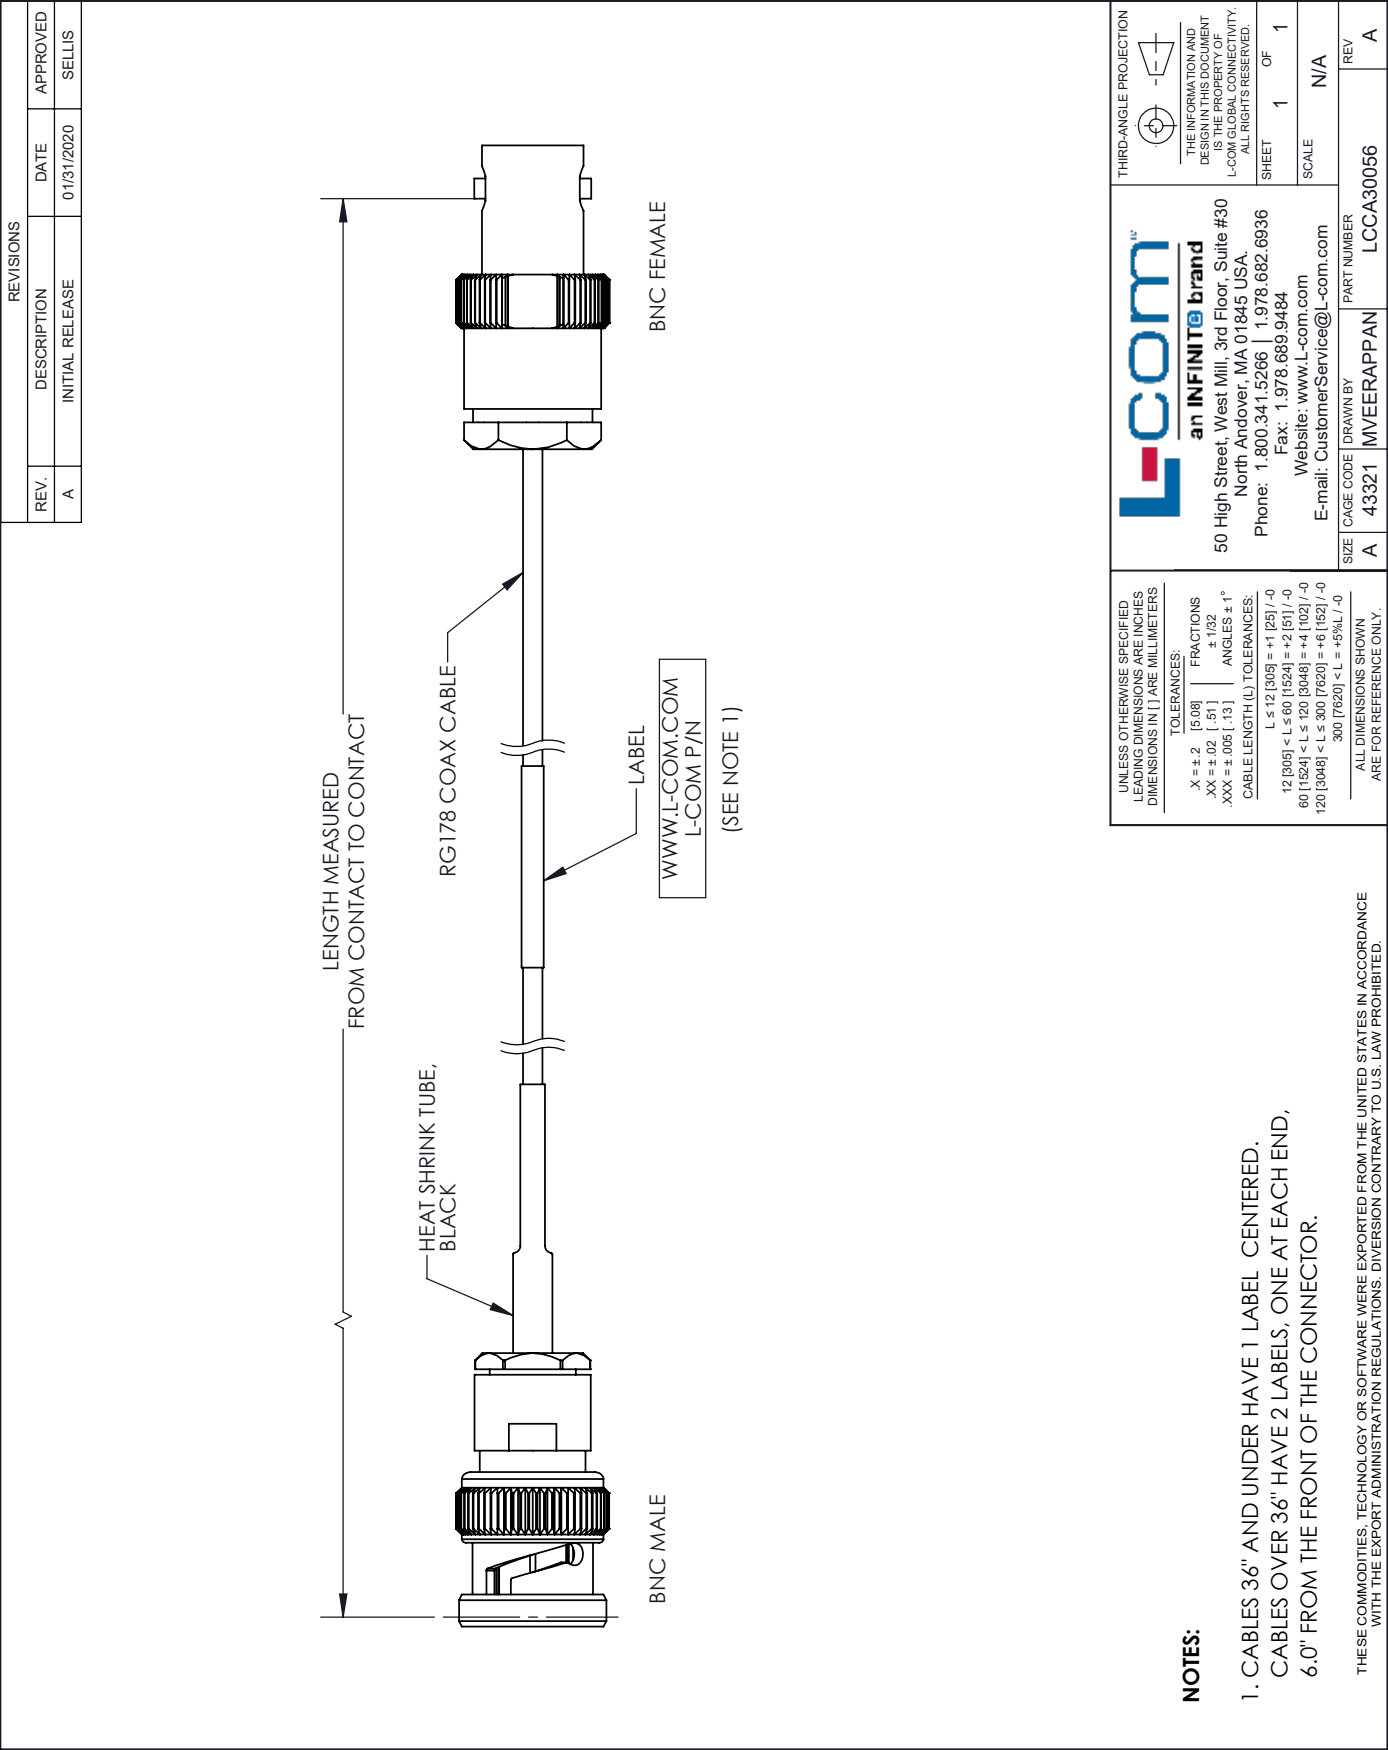 REVISIONS
REV. DESCRIPTION DATE APPROVED
A INITIAL RELEASE 01/31/2020 SELLIS
LENGTH MEASURED
FROM CONTACT TO CONTACT
HEAT SHRINK TUBE,
BLACK
RG178 COAX CABLE
LABEL
WWW.L-COM.COM
L-COM P/N
(SEE NOTE 1)
BNC MALE
BNC FEMALE
NOTES:
1. CABLES 36" AND UNDER HAVE 1 LABEL CENTERED.
CABLES OVER 36" HAVE 2 LABELS, ONE AT EACH END,
6.0" FROM THE FRONT OF THE CONNECTOR.
THESE COMMODITIES, TECHNOLOGY OR SOFTWARE WERE EXPORTED FROM THE UNITED STATES IN ACCORDANCE
WITH THE EXPORT ADMINISTRATION REGULATIONS. DIVERSION CONTRARY TO U.S. LAW PROHIBITED.
UNLESS OTHERWISE SPECIFIED
LEADING DIMENSIONS ARE INCHES
DIMENSIONS IN [ ] ARE MILLIMETERS
TOLERANCES:
.X = ± .2 [5.08] FRACTIONS
.XX = ± .02 [ .51 ] ± 1/32
.XXX = ± .005 [ .13 ] ANGLES ± 1°
CABLE LENGTH (L) TOLERANCES:
L ≤ 12 [305] = +1 [25] / -0
12 [305] < L ≤ 60 [1524] = +2 [51] / -0
60 [1524] < L ≤ 120 [3048] = +4 [102] / -0
120 [3048] < L ≤ 300 [7620] = +6 [152] / -0
300 [7620] < L = +5%L / -0
ALL DIMENSIONS SHOWN
ARE FOR REFERENCE ONLY.
L-com
an INFINITe brand
50 High Street, West Mill, 3rd Floor, Suite #30
North Andover, MA 01845 USA.
Phone: 1.800.341.5266 | 1.978.682.6936
Fax: 1.978.689.9484
Website: www.L-com.com
E-mail: CustomerService@L-com.com
THIRD-ANGLE PROJECTION
THE INFORMATION AND
DESIGN IN THIS DOCUMENT
IS THE PROPERTY OF
L-COM GLOBAL CONNECTIVITY.
ALL RIGHTS RESERVED.
SHEET 1 OF 1
SCALE N/A
SIZE A
CAGE CODE 43321
DRAWN BY MVEERAPPAN
PART NUMBER LCCA30056
REV A